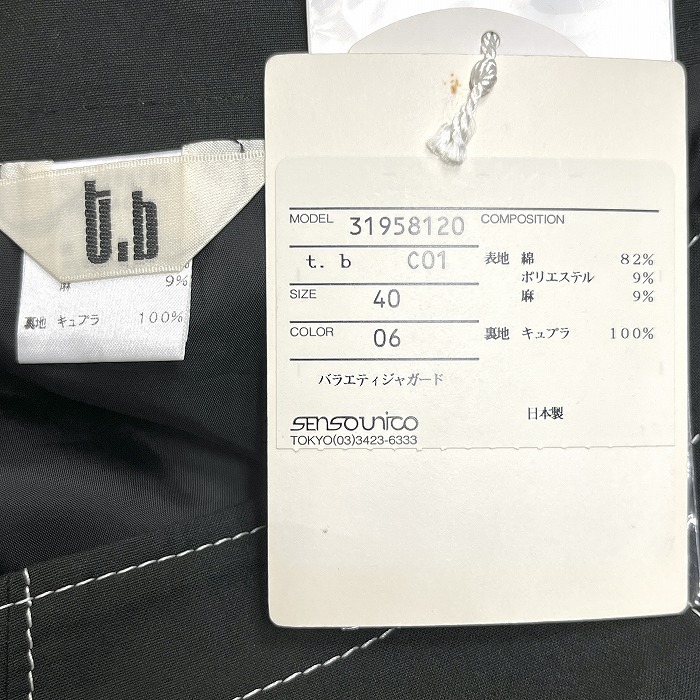 t.b
麻 9%
裏地 キュプラ 100%
MODEL 31958120 COMPOSITION
t. b C01 表地 綿 82%
ポリエステル 9%
SIZE 40 麻 9%
COLOR 06 裏地 キュプラ 100%
バラエティジャガード
日本製
SENSOUNICO
TOKYO(03)3423-6333